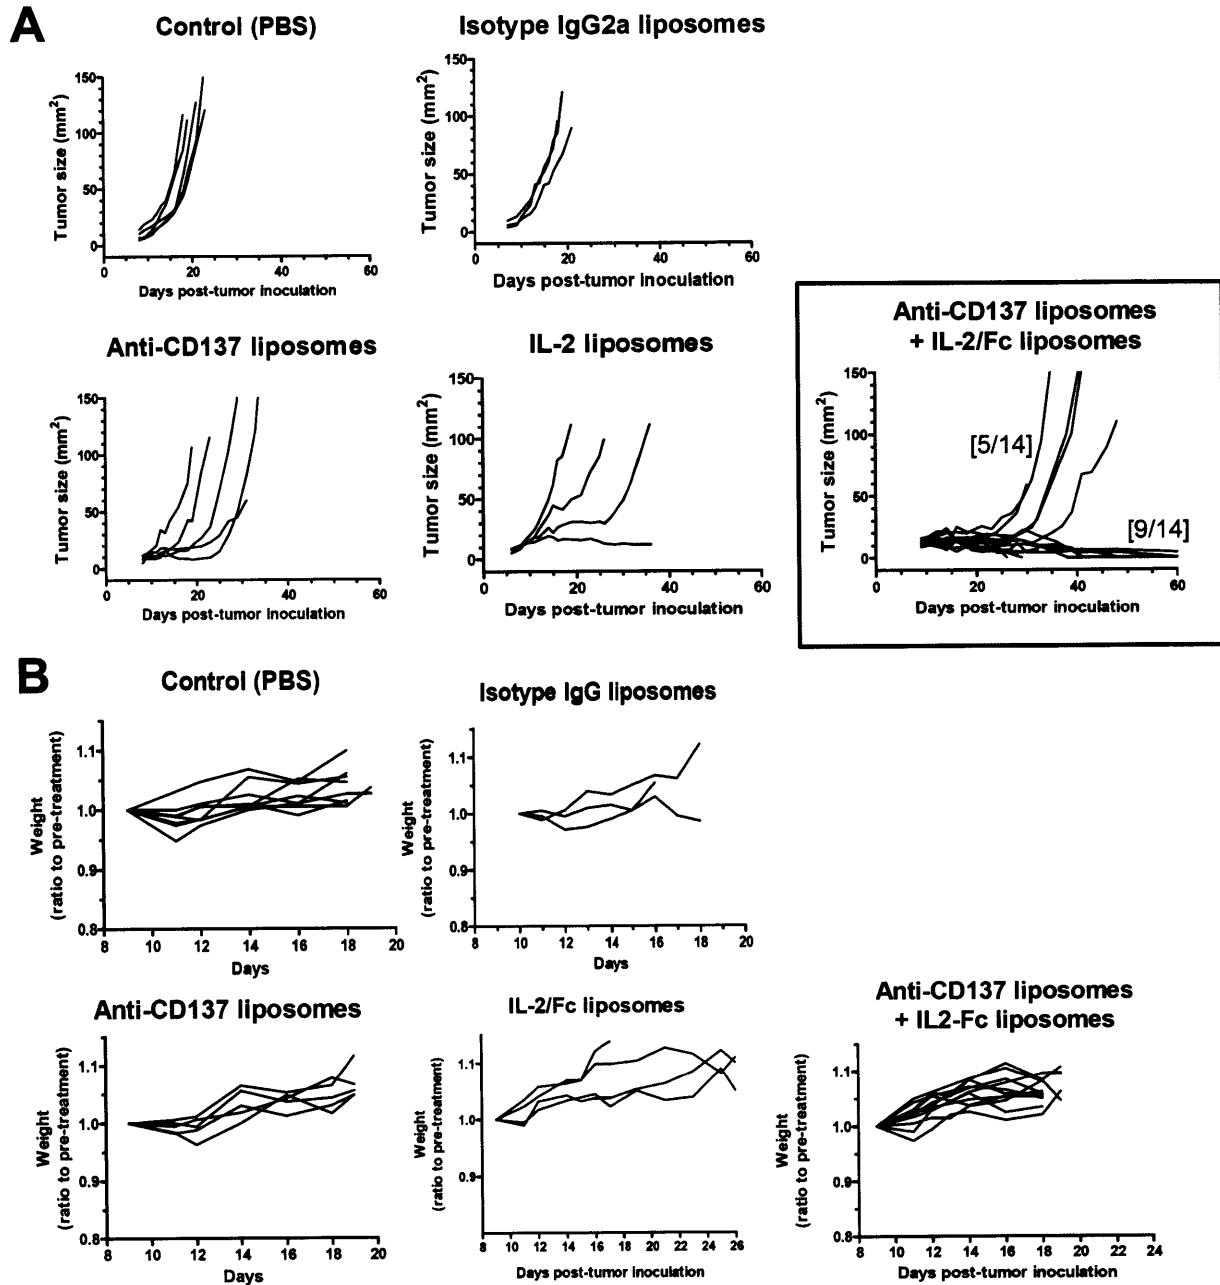 A
Control (PBS)
Isotype IgG2a liposomes
Tumor size (mm²)
150
100
50
0
0 20 40 60
Days post-tumor inoculation
Tumor size (mm²)
150
100
50
0
0 20 40 60
Days post-tumor inoculation
Anti-CD137 liposomes
Tumor size (mm²)
150
100
50
0
0 20 40 60
Days post-tumor inoculation
IL-2 liposomes
Tumor size (mm²)
150
100
50
0
0 20 40 60
Days post-tumor inoculation
Anti-CD137 liposomes
+ IL-2/Fc liposomes
Tumor size (mm²)
150
100
50
0
[5/14]
[9/14]
0 20 40 60
Days post-tumor inoculation
B
Control (PBS)
Weight
(ratio to pre-treatment)
1.1
1.0
0.9
0.8
8 10 12 14 16 18 20
Days
Isotype IgG liposomes
Weight
(ratio to pre-treatment)
1.1
1.0
0.9
0.8
8 10 12 14 16 18 20
Days
Anti-CD137 liposomes
Weight
(ratio to pre-treatment)
1.1
1.0
0.9
0.8
8 10 12 14 16 18 20
Days
IL-2/Fc liposomes
Weight
(ratio to pre-treatment)
1.1
1.0
0.9
8 10 12 14 16 18 20 22 23 24 26
Days post-tumor inoculation
Anti-CD137 liposomes
+ IL2-Fc liposomes
Weight
(ratio to pre-treatment)
1.1
1.0
0.9
0.8
8 10 12 14 16 18 20 22 24
Days post-tumor inoculation